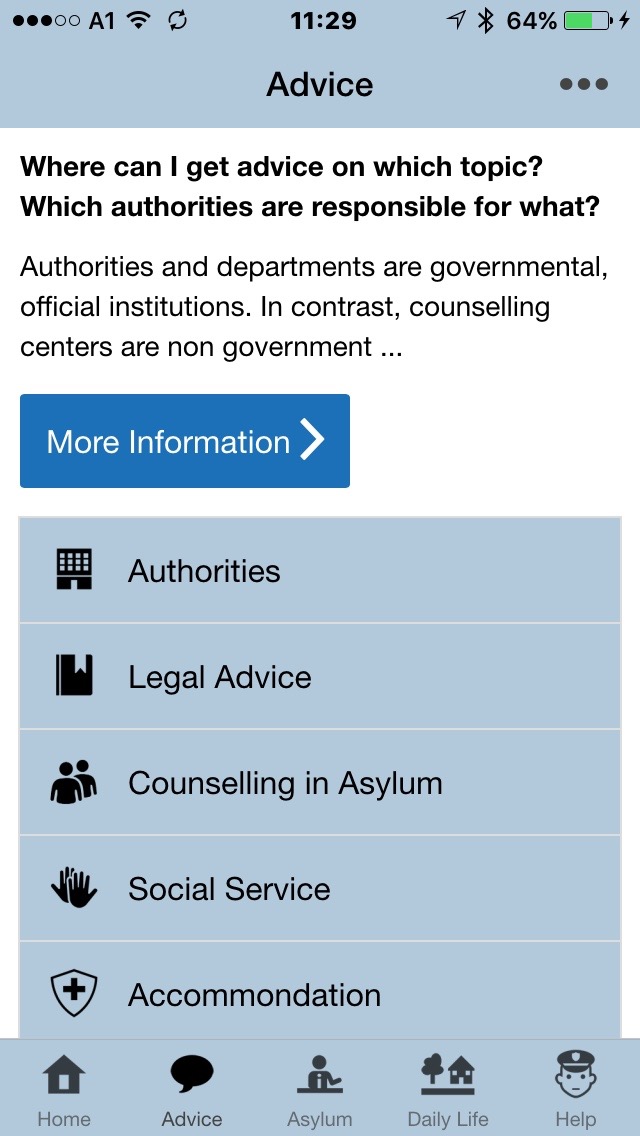 A1 11:29 64%
Advice
Where can I get advice on which topic?
Which authorities are responsible for what?
Authorities and departments are governmental,
official institutions. In contrast, counselling
centers are non government ...
More Information
Authorities
Legal Advice
Counselling in Asylum
Social Service
Accommondation
Home Advice Asylum Daily Life Help